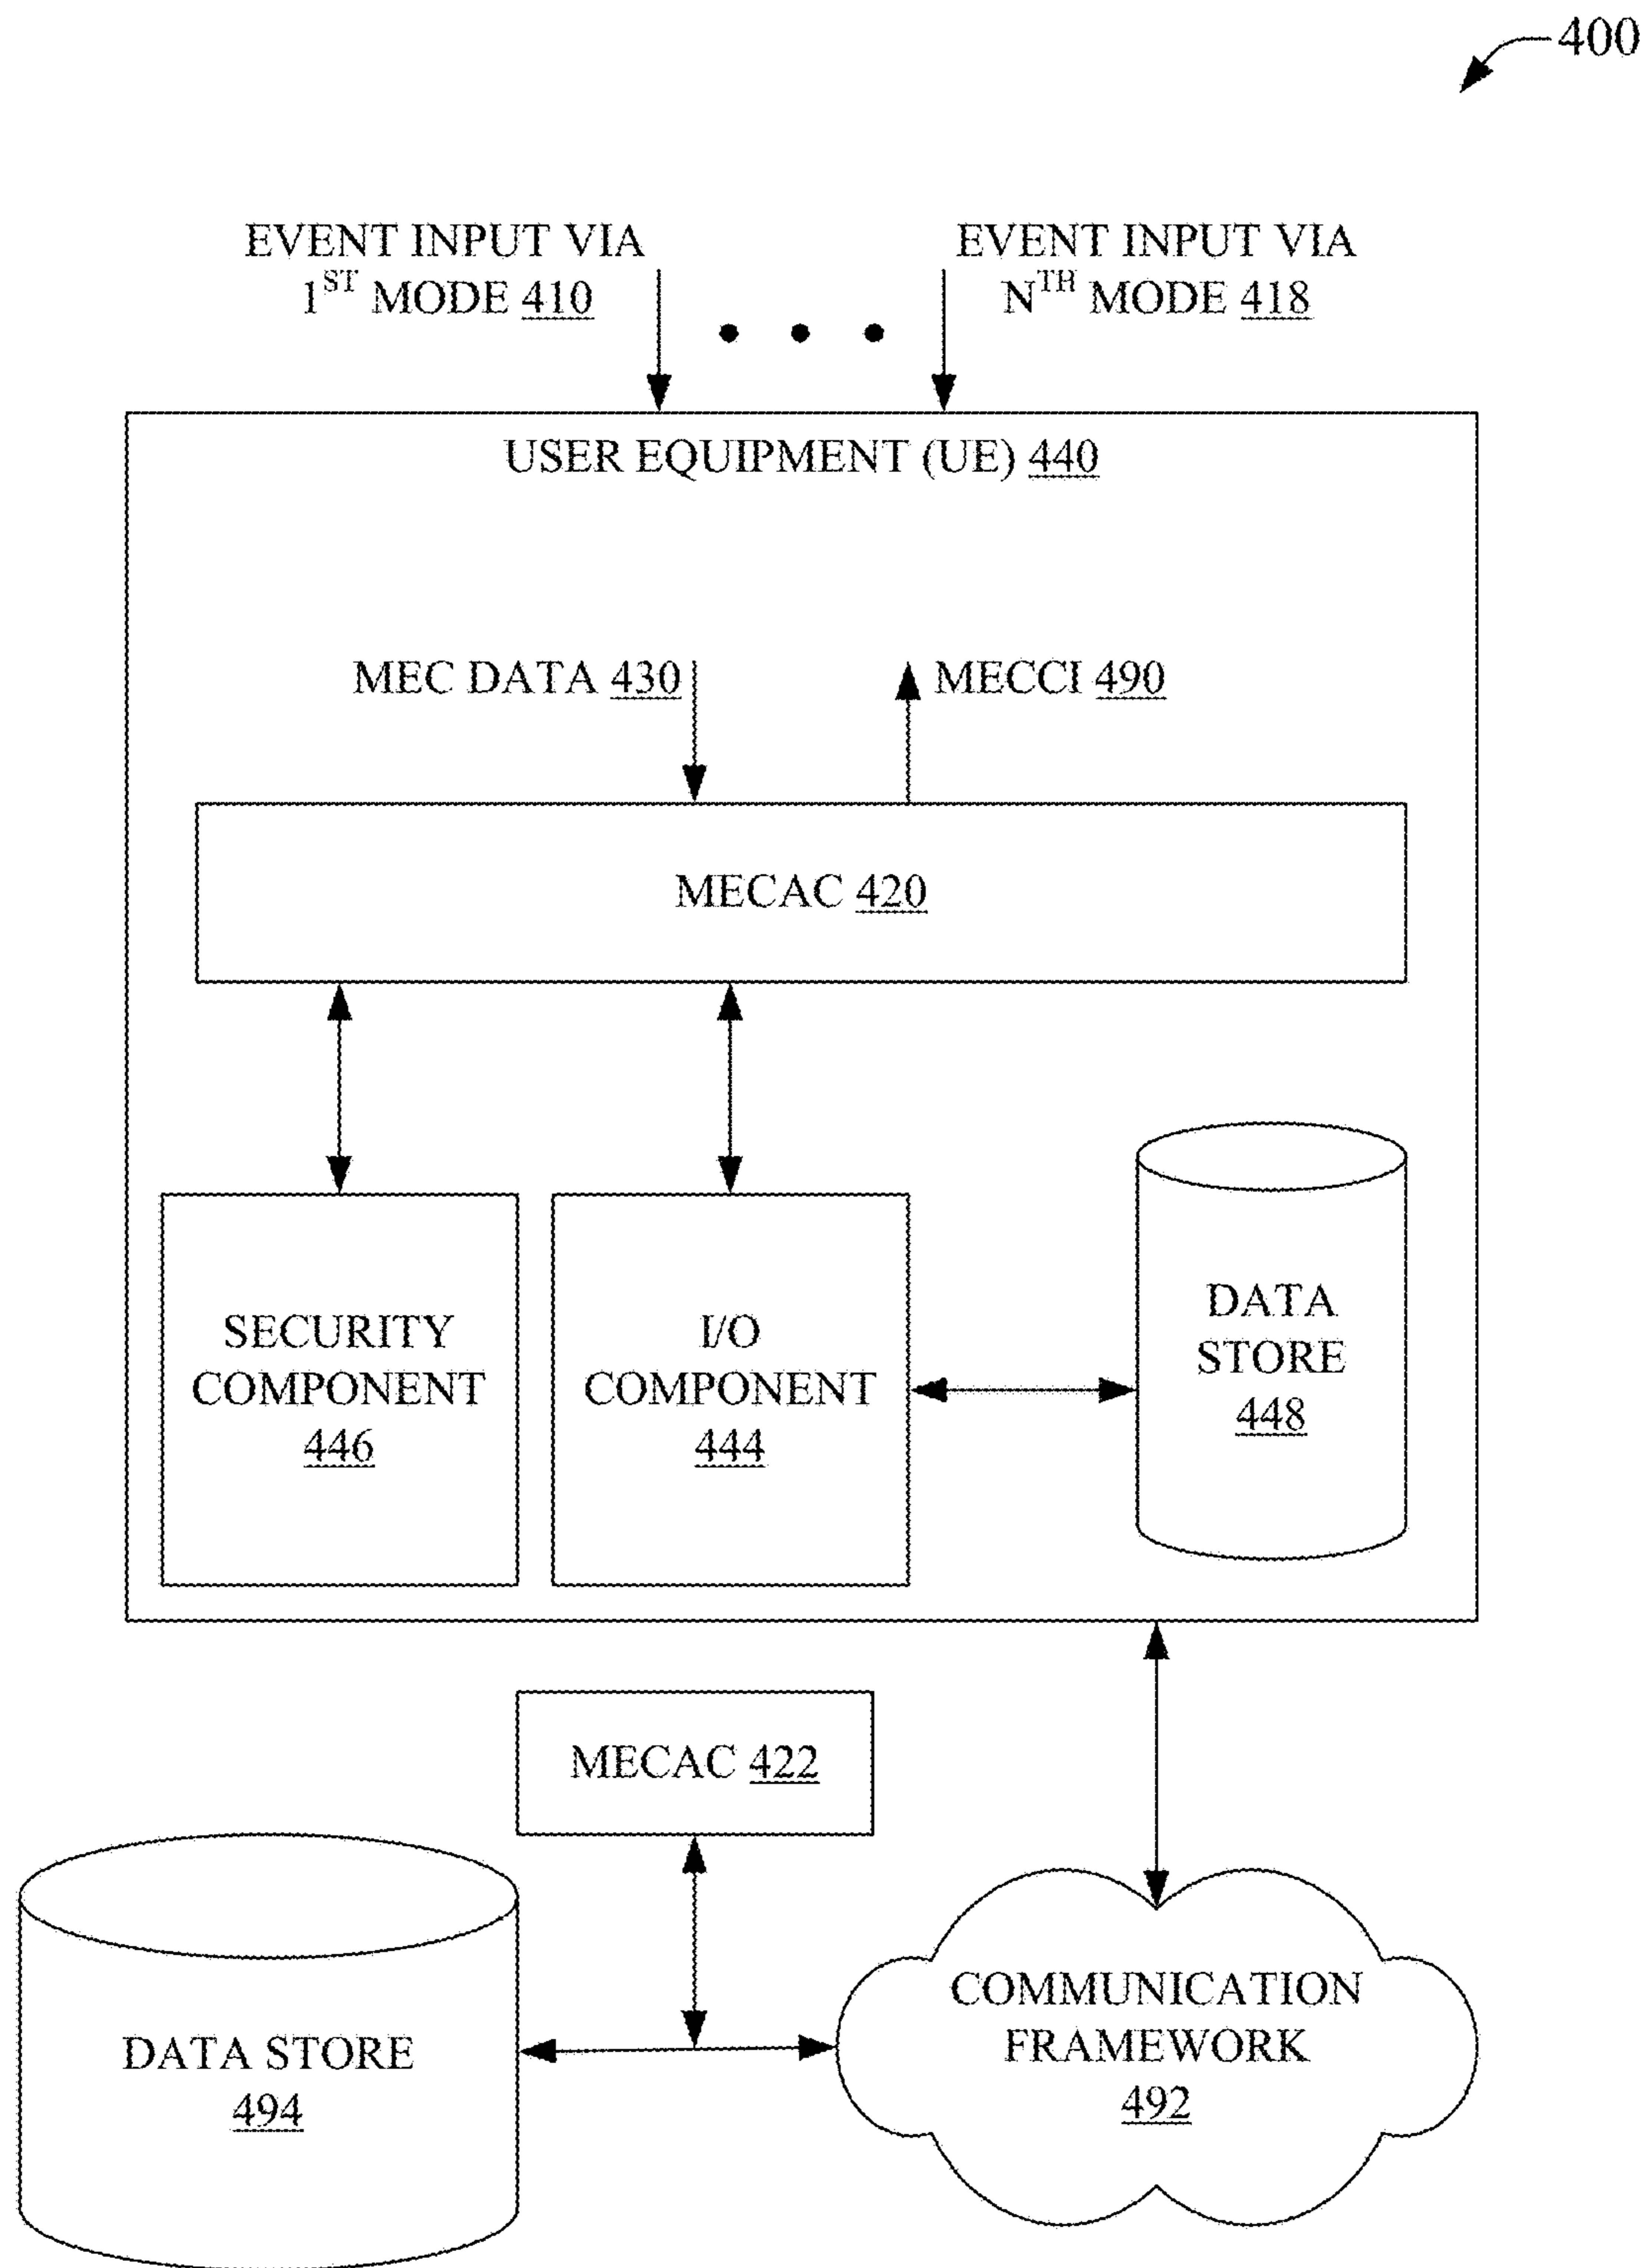 400
EVENT INPUT VIA
1ST MODE 410
EVENT INPUT VIA
NTH MODE 418
USER EQUIPMENT (UE) 440
MEC DATA 430
MECCI 490
MECAC 420
SECURITY
COMPONENT
446
I/O
COMPONENT
444
DATA
STORE
448
MECAC 422
DATA STORE
494
COMMUNICATION
FRAMEWORK
492